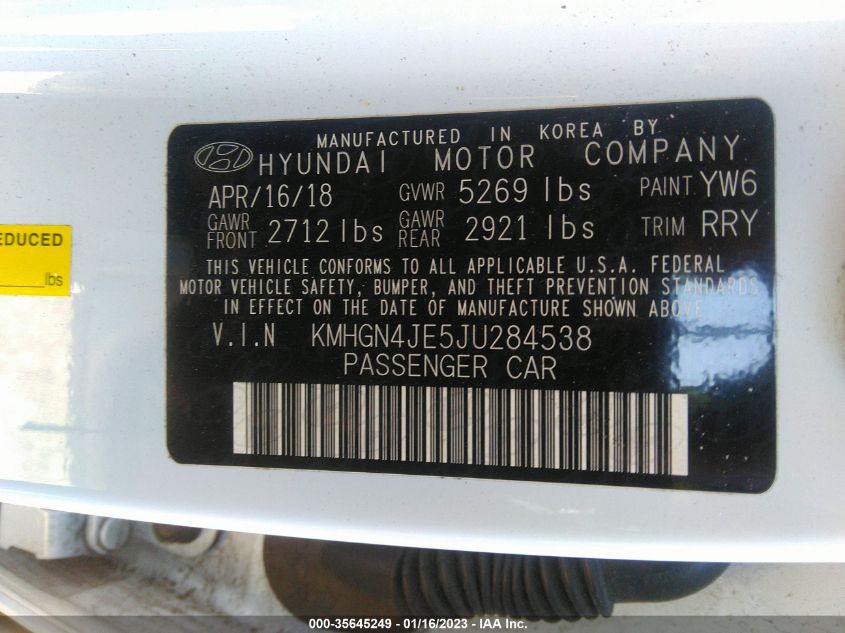 MANUFACTURED IN KOREA BY
HYUNDAI MOTOR COMPANY
APR/16/18 GVWR 5269 lbs PAINT YW6
GAWR FRONT 2712 lbs GAWR REAR 2921 lbs TRIM RRY
THIS VEHICLE CONFORMS TO ALL APPLICABLE U.S.A. FEDERAL
MOTOR VEHICLE SAFETY, BUMPER, AND THEFT PREVENTION STANDARDS
IN EFFECT ON THE DATE OF MANUFACTURE SHOWN ABOVE
V.I.N KMHGN4JE5JU284538
PASSENGER CAR
EDUCED
lbs
000-35645249 - 01/16/2023 - IAA Inc.